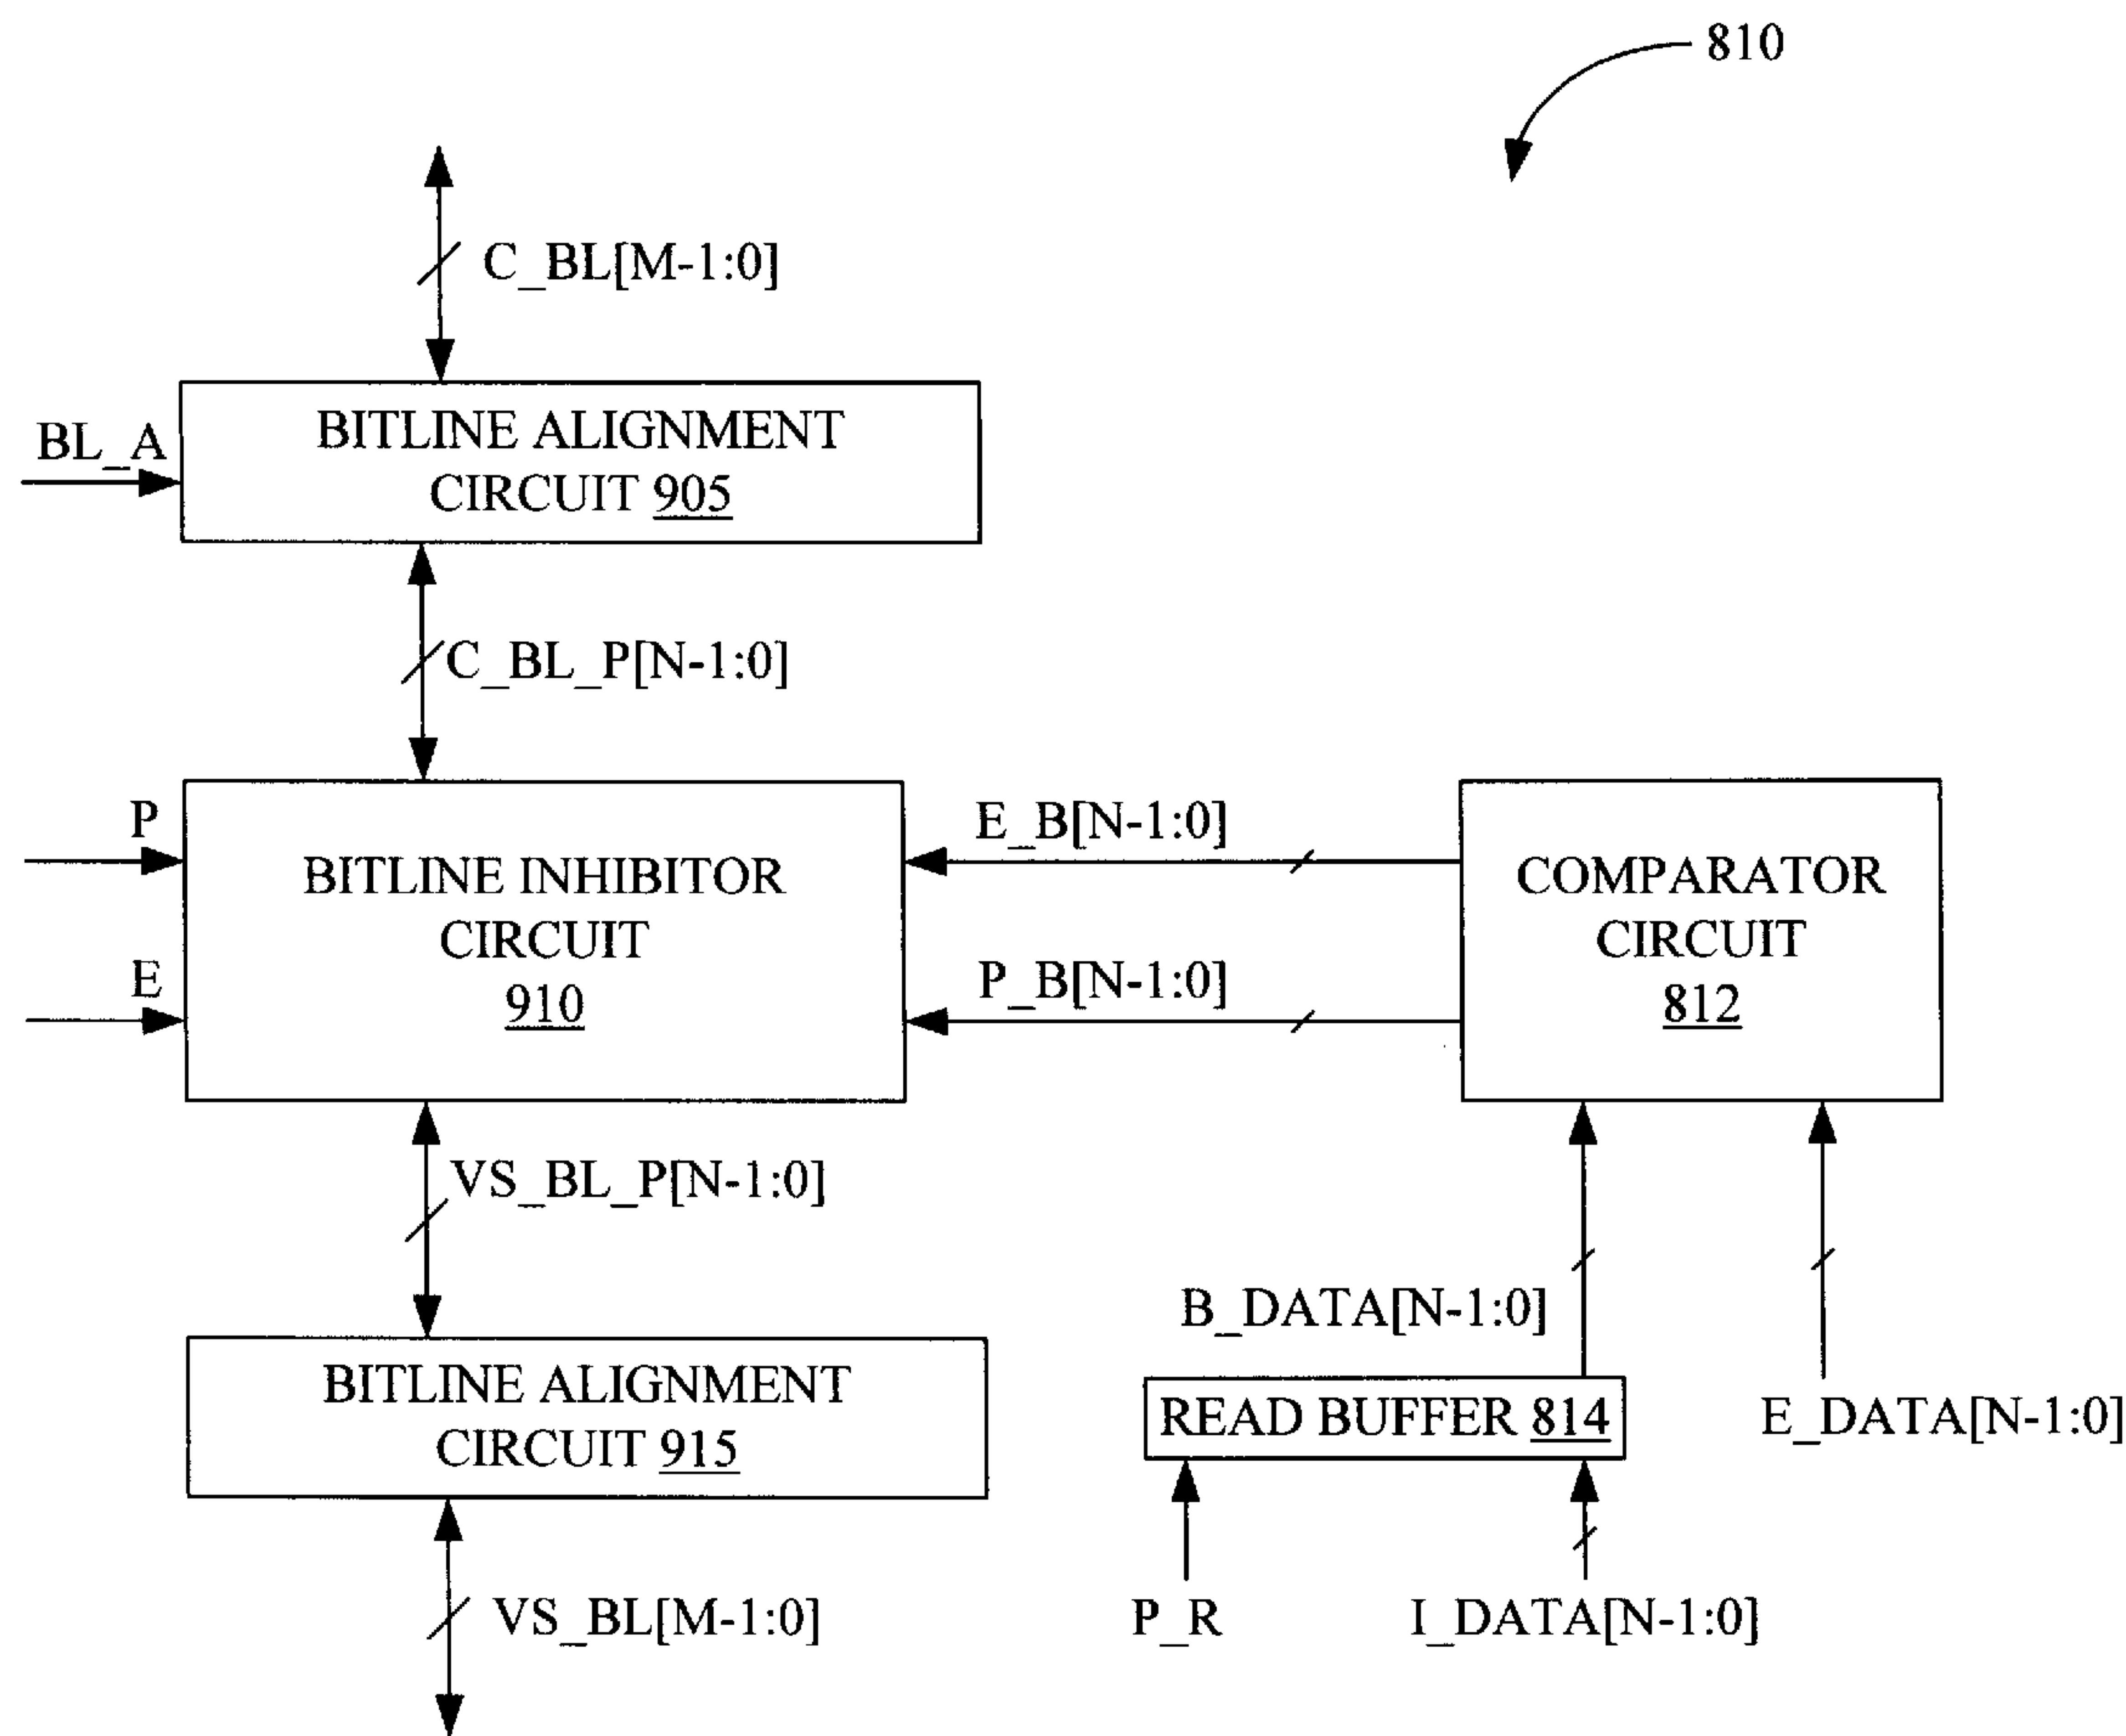 810
C_BL[M-1:0]
BL_A
BITLINE ALIGNMENT
CIRCUIT 905
C_BL_P[N-1:0]
P
E
BITLINE INHIBITOR
CIRCUIT
910
E_B[N-1:0]
P_B[N-1:0]
COMPARATOR
CIRCUIT
812
VS_BL_P[N-1:0]
B_DATA[N-1:0]
BITLINE ALIGNMENT
CIRCUIT 915
READ BUFFER 814
E_DATA[N-1:0]
VS_BL[M-1:0]
P_R
I_DATA[N-1:0]